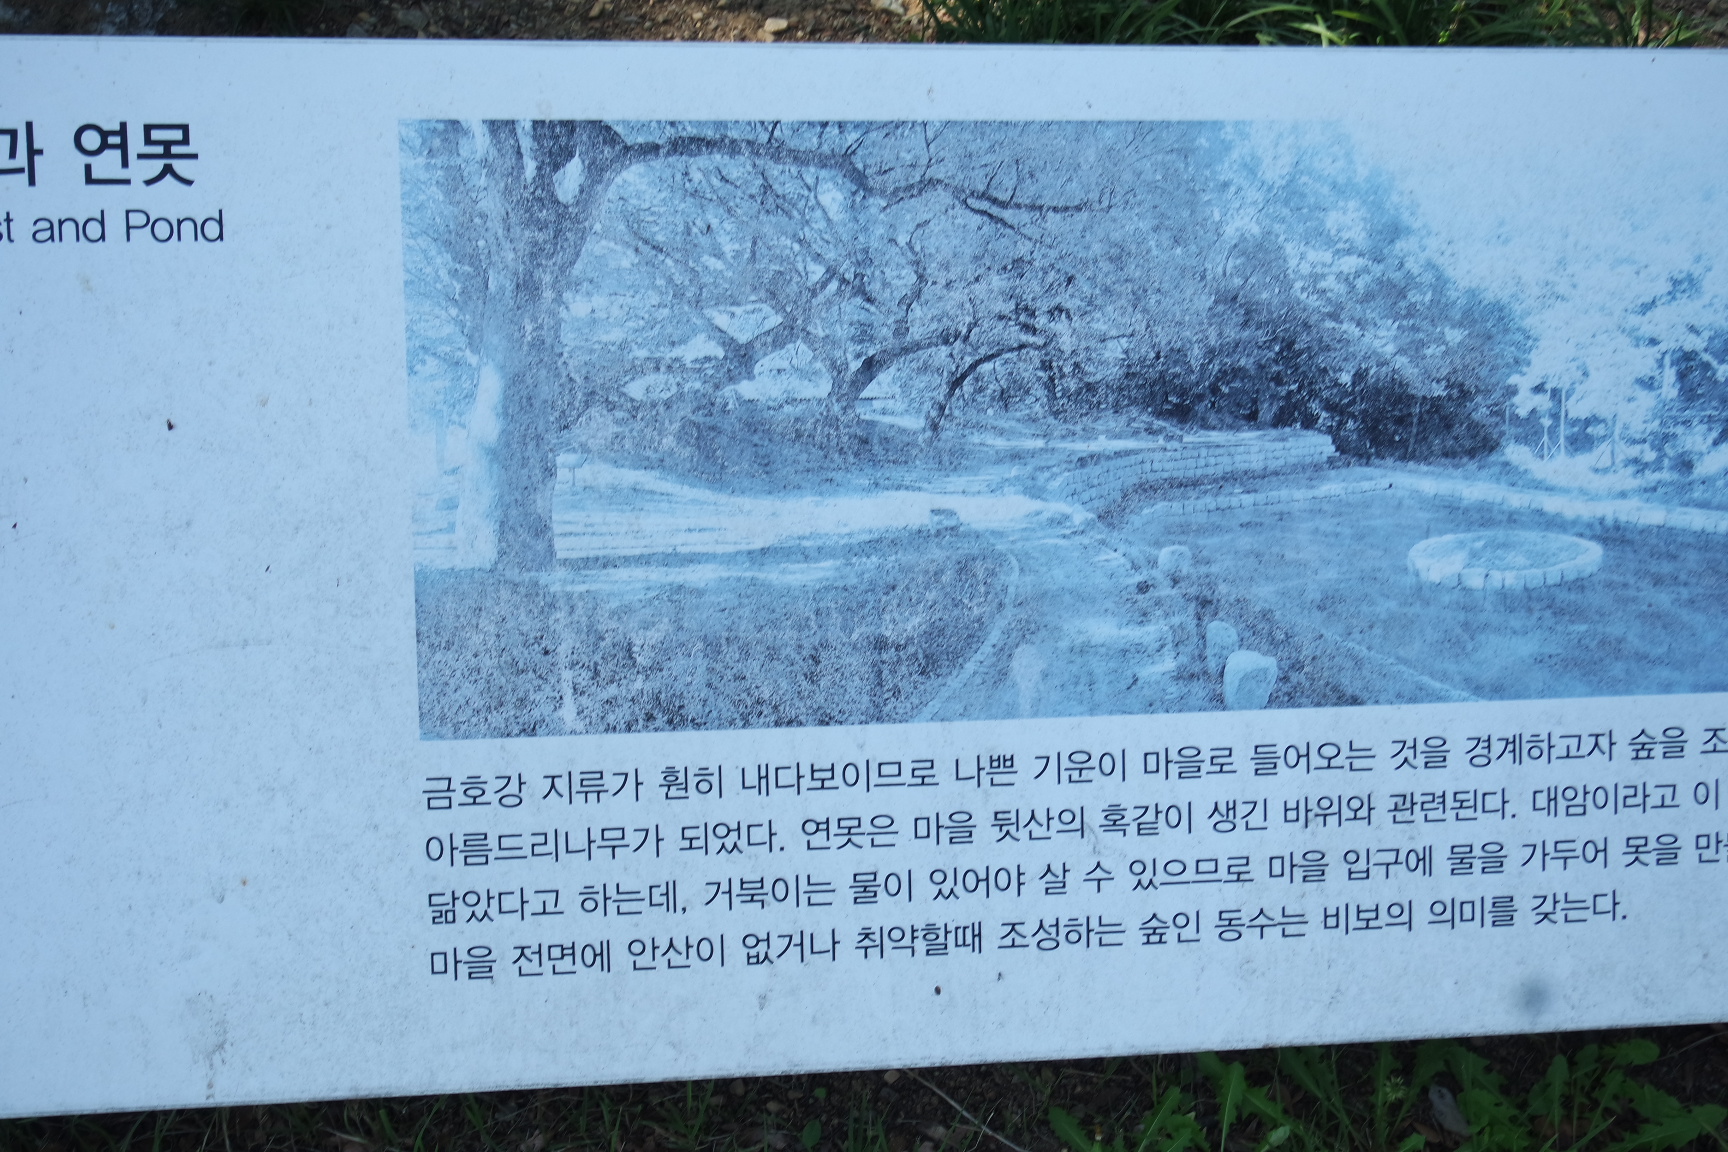 과 연못
st and Pond
금호강 지류가 훤히 내다보이므로 나쁜 기운이 마을로 들어오는 것을 경계하고자 숲을 조
아름드리나무가 되었다. 연못은 마을 뒷산의 혹같이 생긴 바위와 관련된다. 대암이라고 이
닮았다고 하는데, 거북이는 물이 있어야 살 수 있으므로 마을 입구에 물을 가두어 못을 만
마을 전면에 안산이 없거나 취약할때 조성하는 숲인 동수는 비보의 의미를 갖는다.